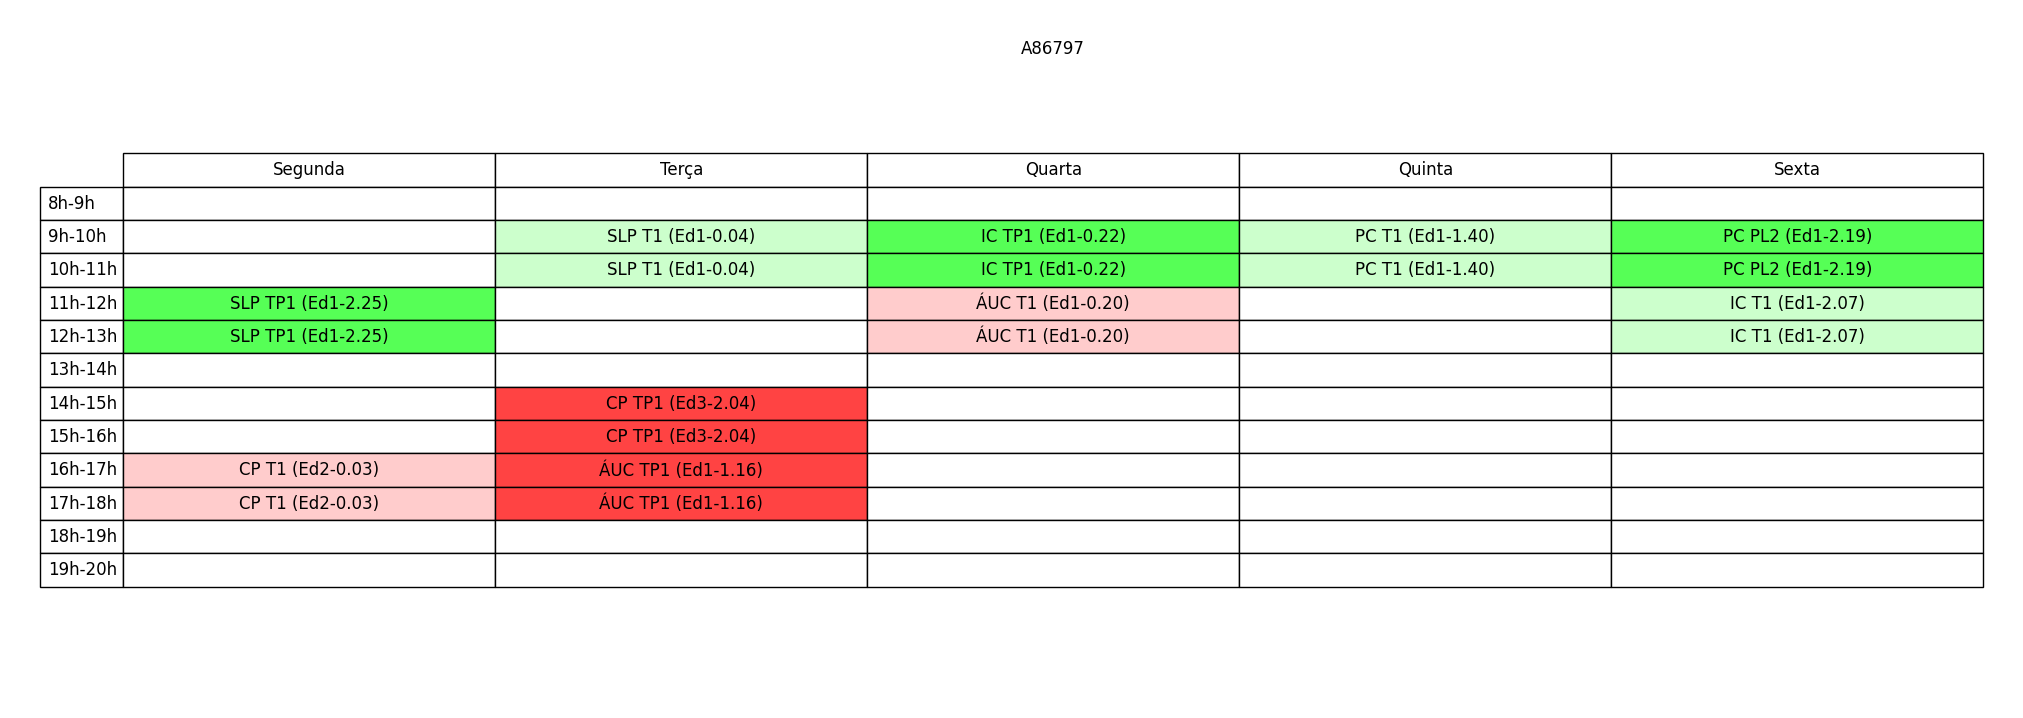 A86797
Segunda Terça Quarta Quinta Sexta
8h-9h
9h-10h SLP T1 (Ed1-0.04) IC TP1 (Ed1-0.22) PC T1 (Ed1-1.40) PC PL2 (Ed1-2.19)
10h-11h SLP T1 (Ed1-0.04) IC TP1 (Ed1-0.22) PC T1 (Ed1-1.40) PC PL2 (Ed1-2.19)
11h-12h SLP TP1 (Ed1-2.25) ÁUC T1 (Ed1-0.20) IC T1 (Ed1-2.07)
12h-13h SLP TP1 (Ed1-2.25) ÁUC T1 (Ed1-0.20) IC T1 (Ed1-2.07)
13h-14h
14h-15h CP TP1 (Ed3-2.04)
15h-16h CP TP1 (Ed3-2.04)
16h-17h CP T1 (Ed2-0.03) ÁUC TP1 (Ed1-1.16)
17h-18h CP T1 (Ed2-0.03) ÁUC TP1 (Ed1-1.16)
18h-19h
19h-20h